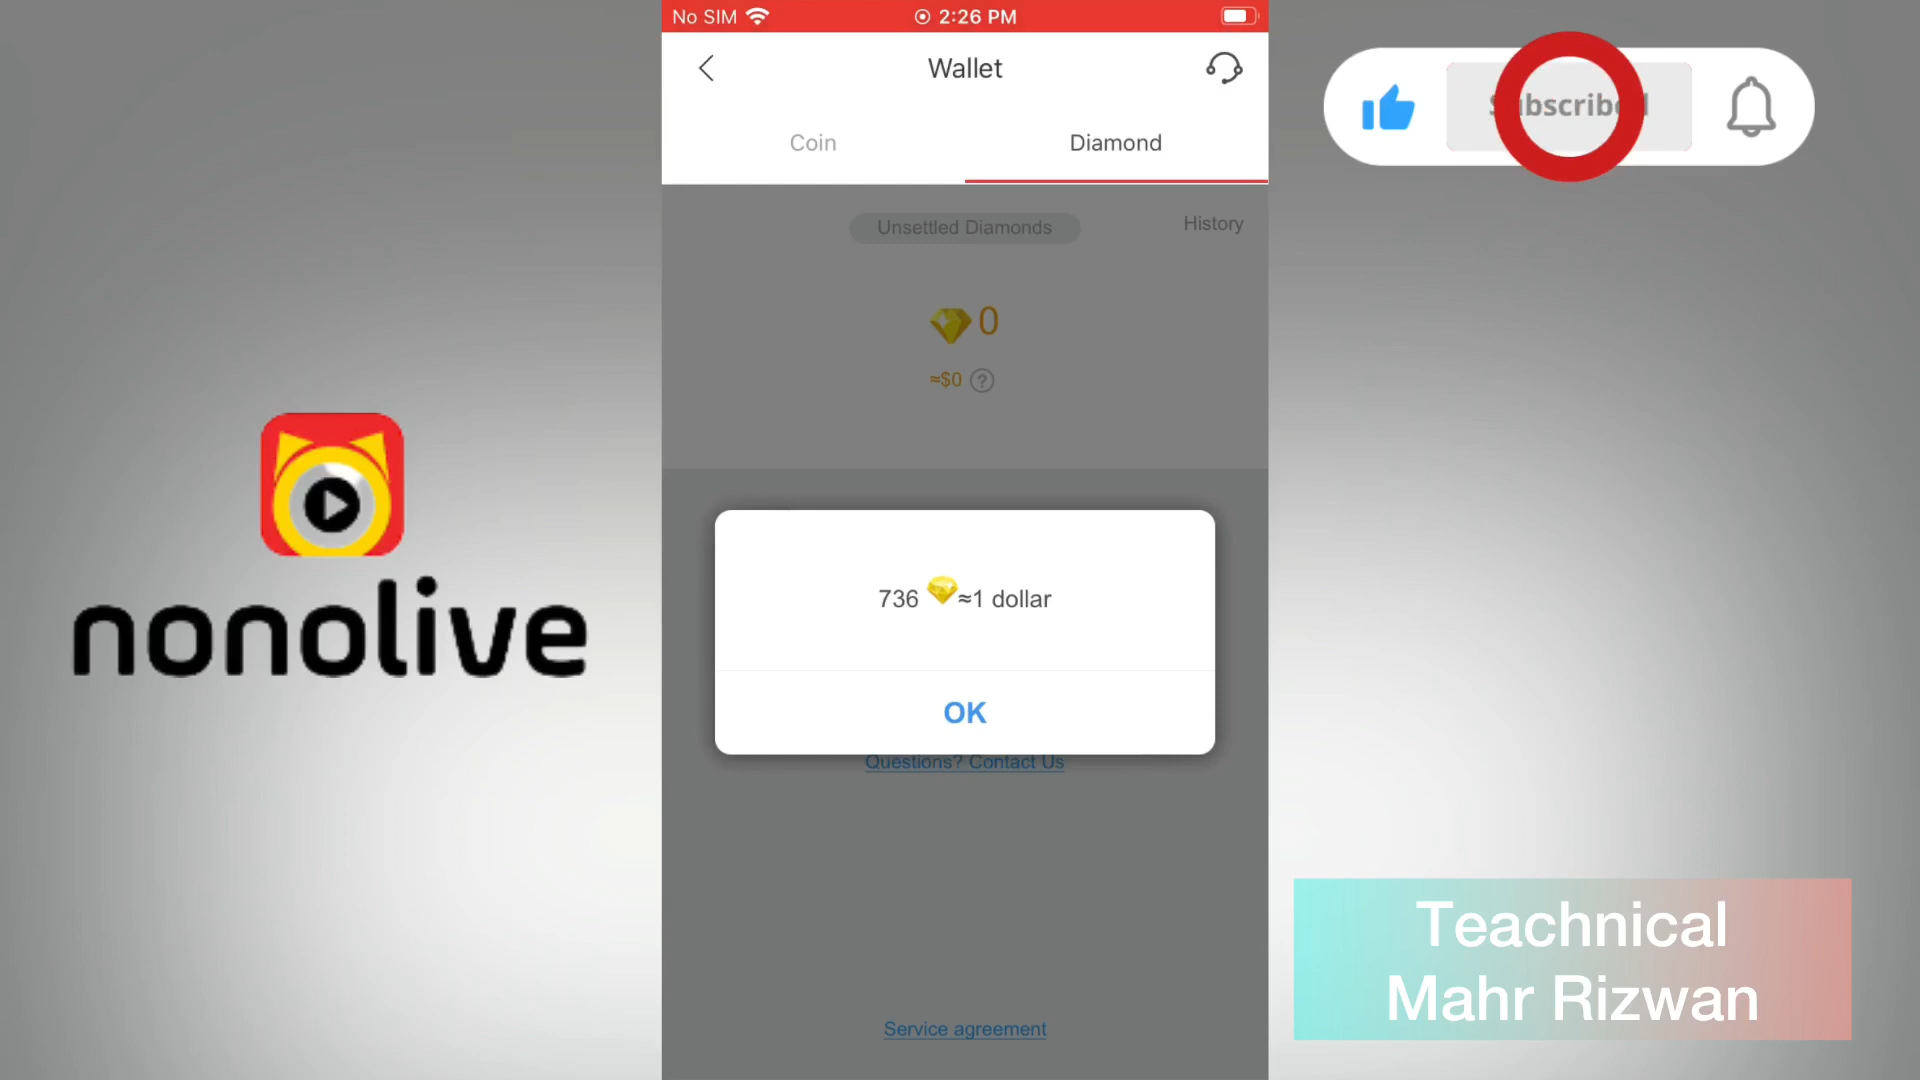 No SIM
2:26 PM
Wallet
Coin
Diamond
Unsettled Diamonds
History
0
≈$0
?
736 ≈1 dollar
OK
Questions? Contact Us
Service agreement
nonolive
Subscribed
Teachnical
Mahr Rizwan